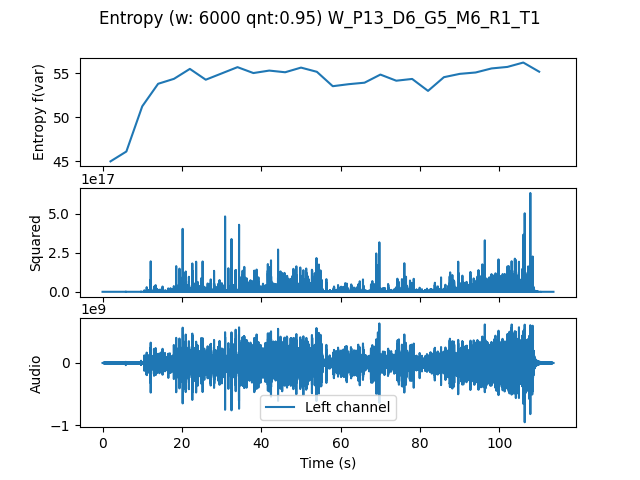 Entropy (w: 6000 qnt:0.95) W_P13_D6_G5_M6_R1_T1
55
50
45
Entropy f(var)
1e17
5.0
2.5
0.0
Squared
1e9
0
−1
Audio
Left channel
0 20 40 60 80 100
Time (s)